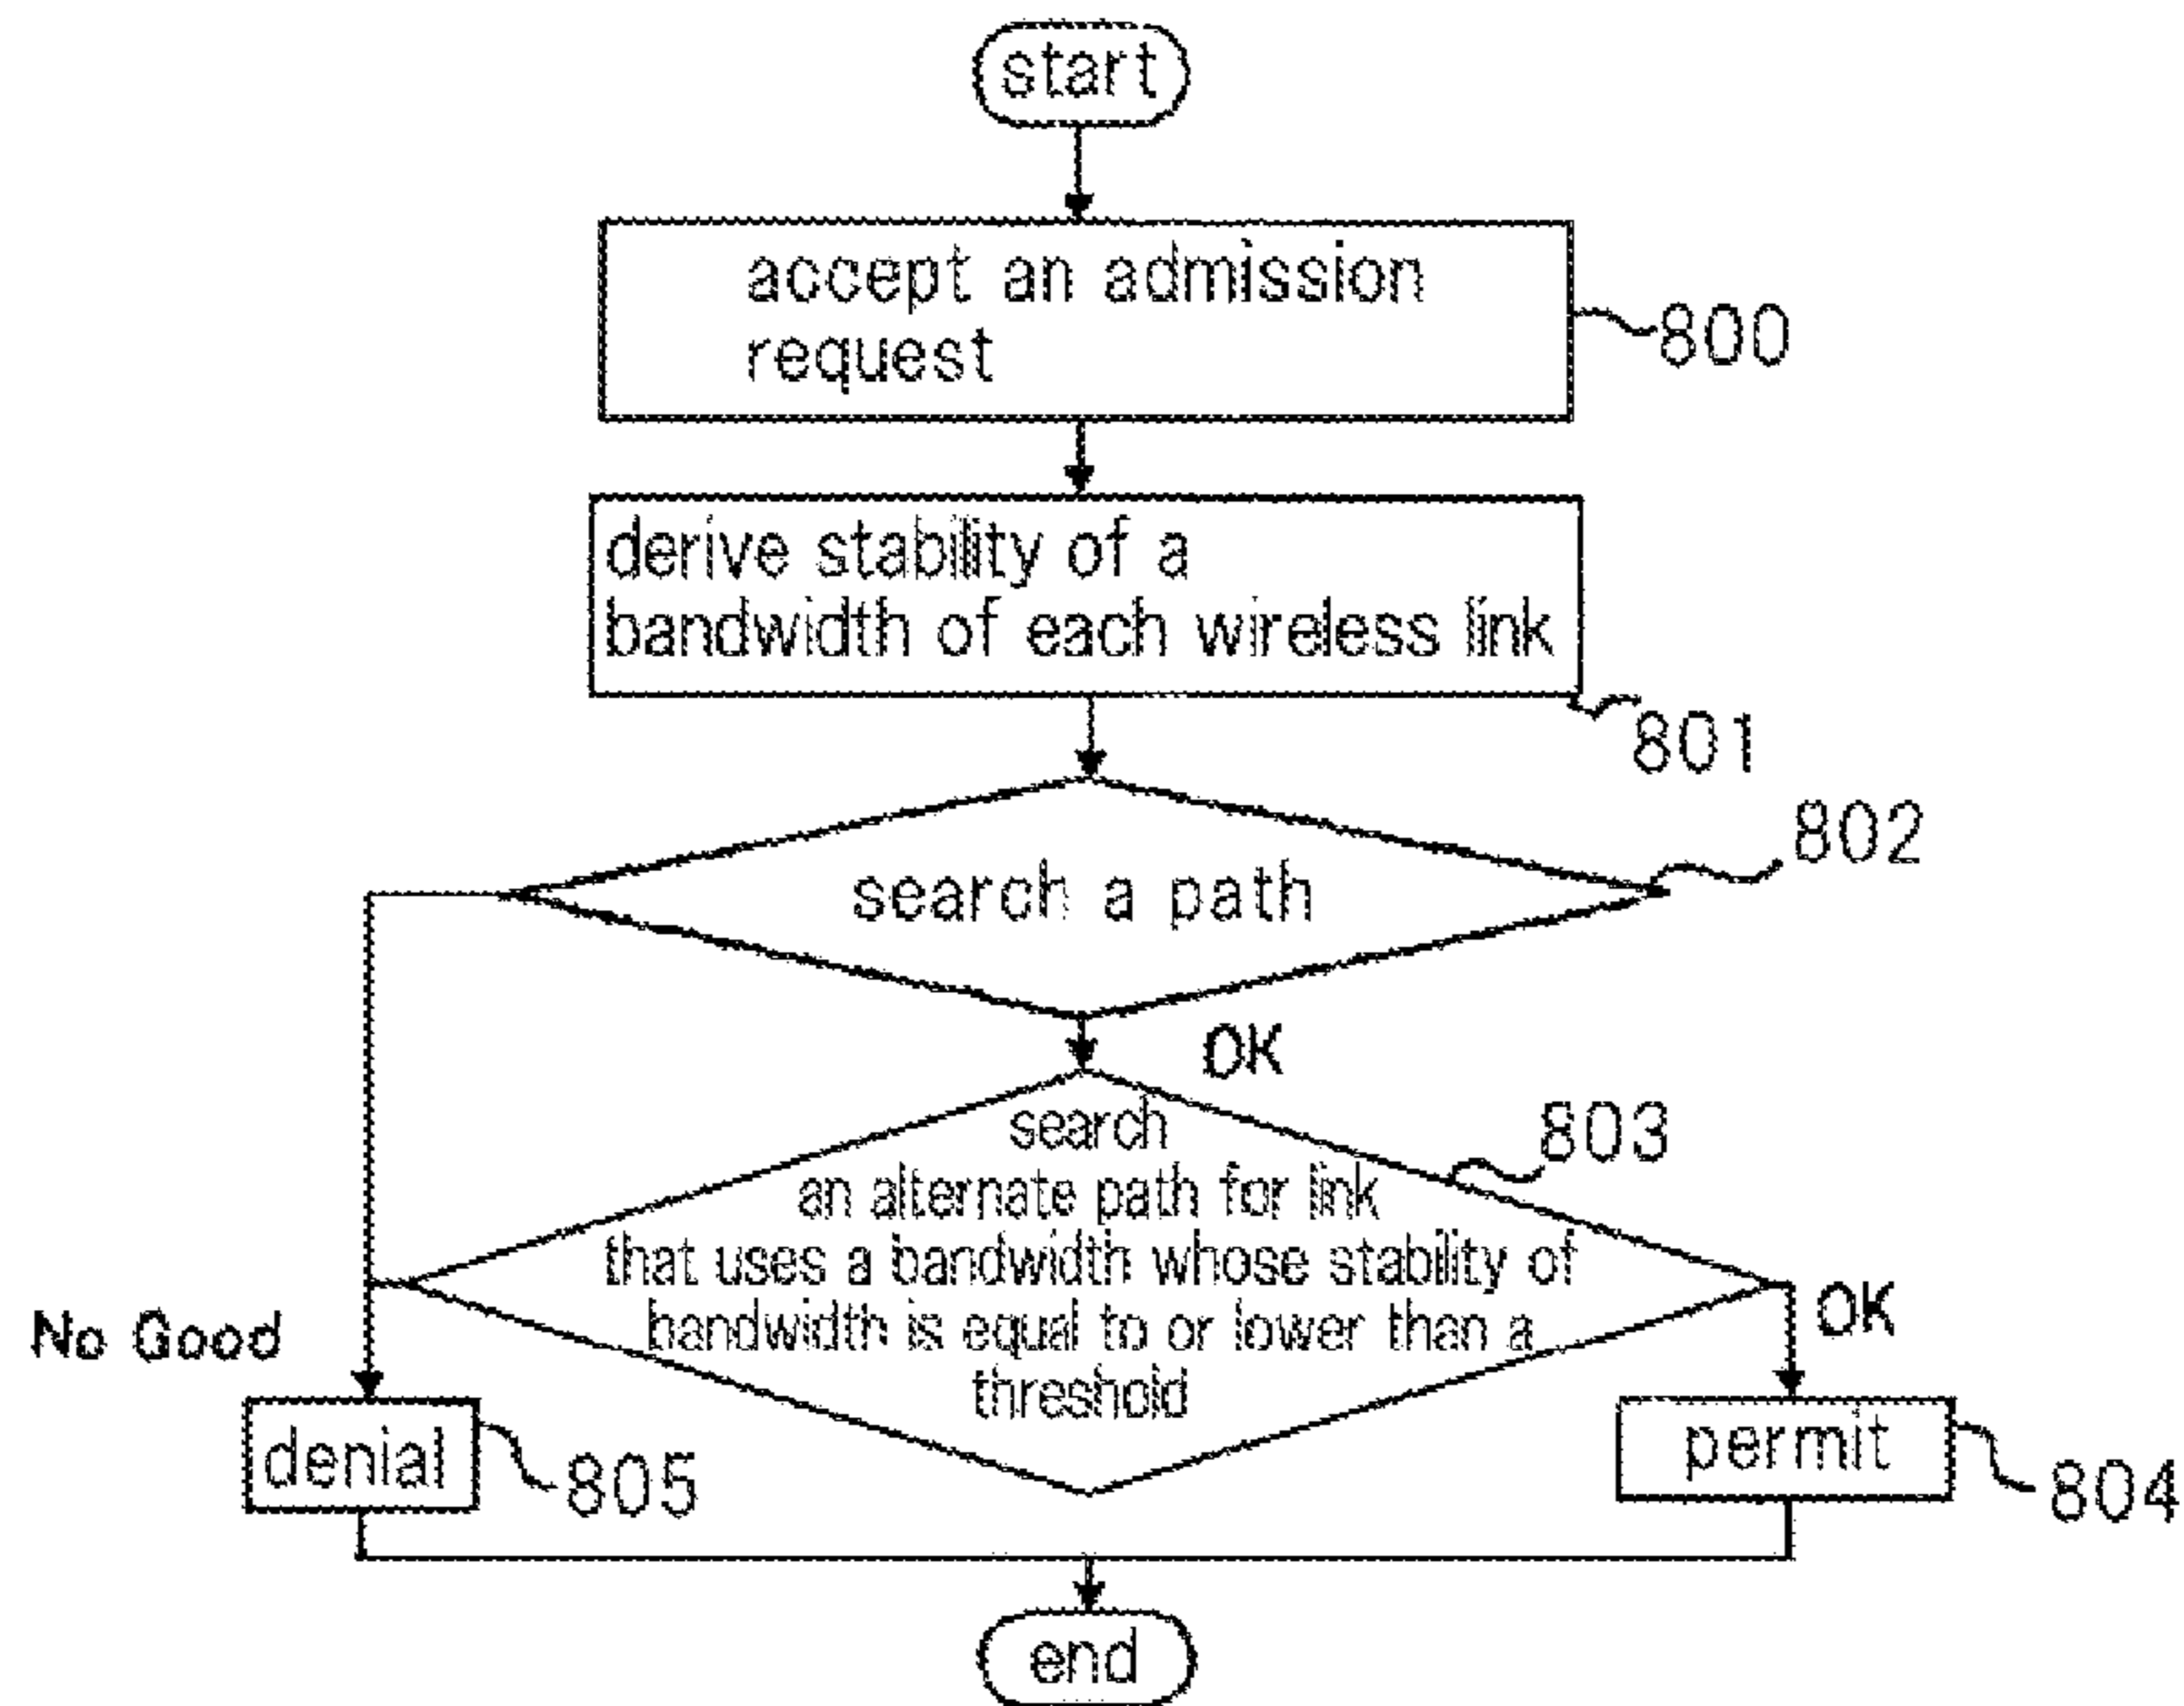 start
accept an admission
request
800
derive stability of a
bandwidth of each wireless link
801
802
search a path
OK
803
search
an alternate path for link
that uses a bandwidth whose stability of
bandwidth is equal to or lower than a
threshold
OK
No Good
denial
805
permit
804
end